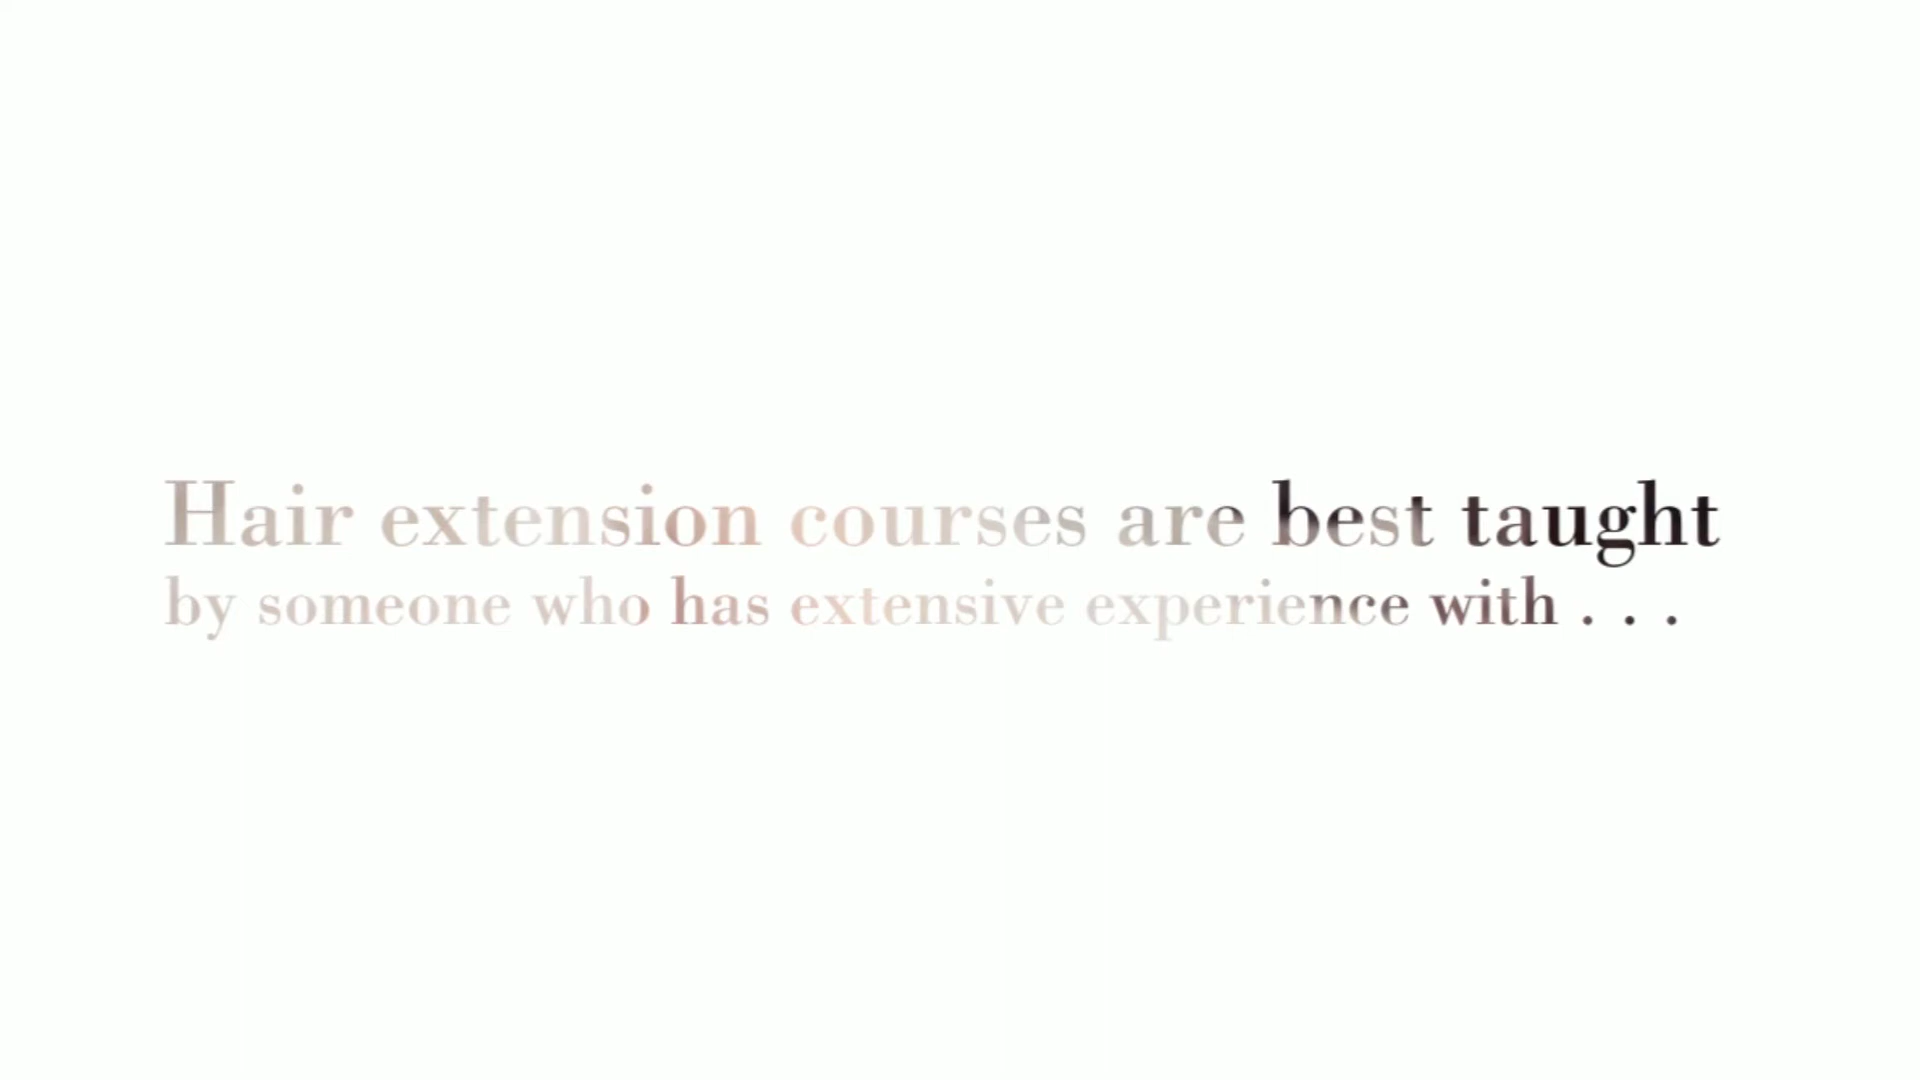 Hair extension courses are best taught
by someone who has extensive experience with . . .